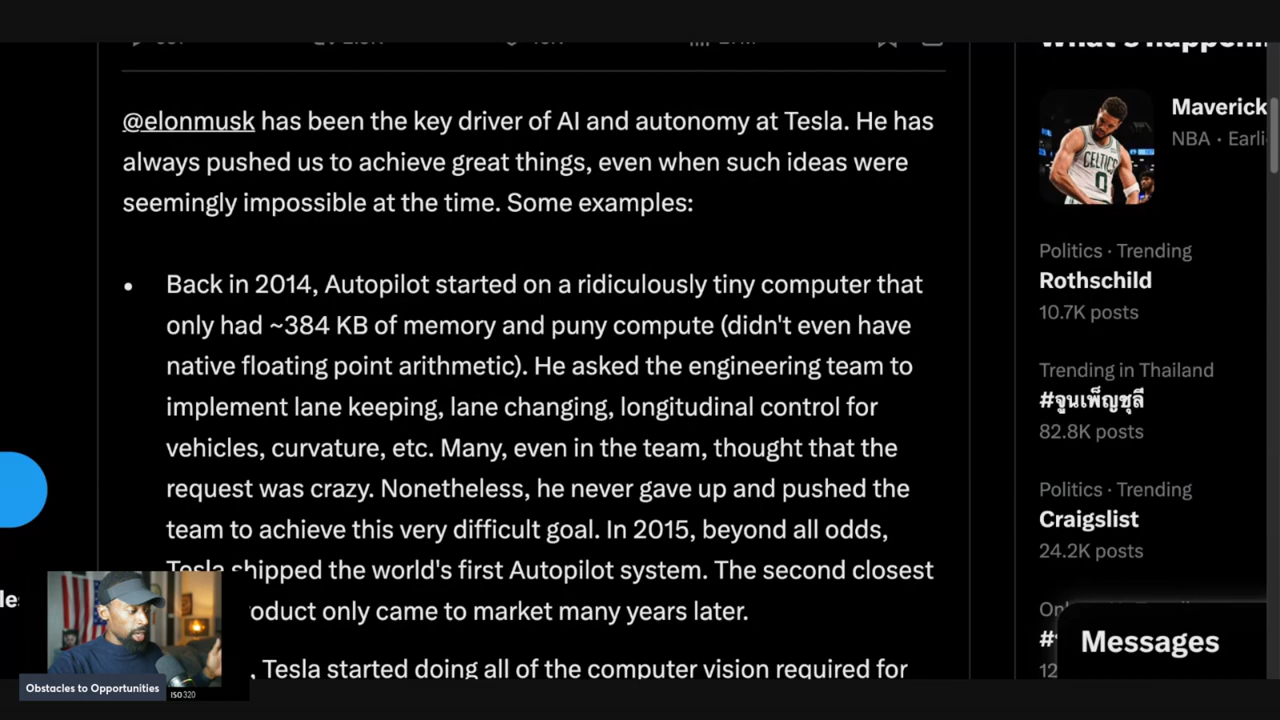 @elonmusk has been the key driver of AI and autonomy at Tesla. He has
always pushed us to achieve great things, even when such ideas were
seemingly impossible at the time. Some examples:
• Back in 2014, Autopilot started on a ridiculously tiny computer that
only had ~384 KB of memory and puny compute (didn't even have
native floating point arithmetic). He asked the engineering team to
implement lane keeping, lane changing, longitudinal control for
vehicles, curvature, etc. Many, even in the team, thought that the
request was crazy. Nonetheless, he never gave up and pushed the
team to achieve this very difficult goal. In 2015, beyond all odds,
Tesla shipped the world's first Autopilot system. The second closest
only came to market many years later.
, Tesla started doing all of the computer vision required for
What's
Maverick
NBA ·
CELTICS
0
Politics · Trending
Rothschild
10.7K posts
Trending in Thailand
#จูนเพ็ญชุลี
82.8K posts
Politics · Trending
Craigslist
24.2K posts
Messages
Obstacles to Opportunities
ISO320